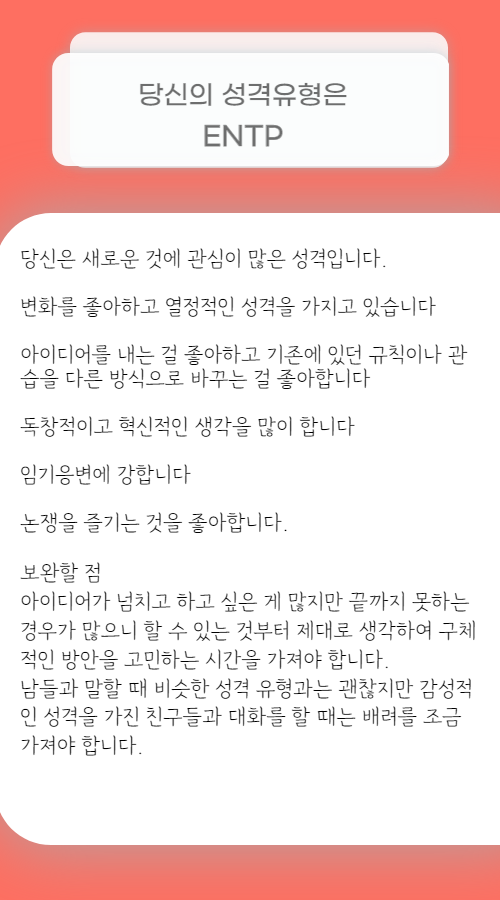 당신의 성격유형은
ENTP
당신은 새로운 것에 관심이 많은 성격입니다.
변화를 좋아하고 열정적인 성격을 가지고 있습니다
아이디어를 내는 걸 좋아하고 기존에 있던 규칙이나 관
습을 다른 방식으로 바꾸는 걸 좋아합니다
독창적이고 혁신적인 생각을 많이 합니다
임기응변에 강합니다
논쟁을 즐기는 것을 좋아합니다.
보완할 점
아이디어가 넘치고 하고 싶은 게 많지만 끝까지 못하는
경우가 많으니 할 수 있는 것부터 제대로 생각하여 구체
적인 방안을 고민하는 시간을 가져야 합니다.
남들과 말할 때 비슷한 성격 유형과는 괜찮지만 감성적
인 성격을 가진 친구들과 대화를 할 때는 배려를 조금
가져야 합니다.